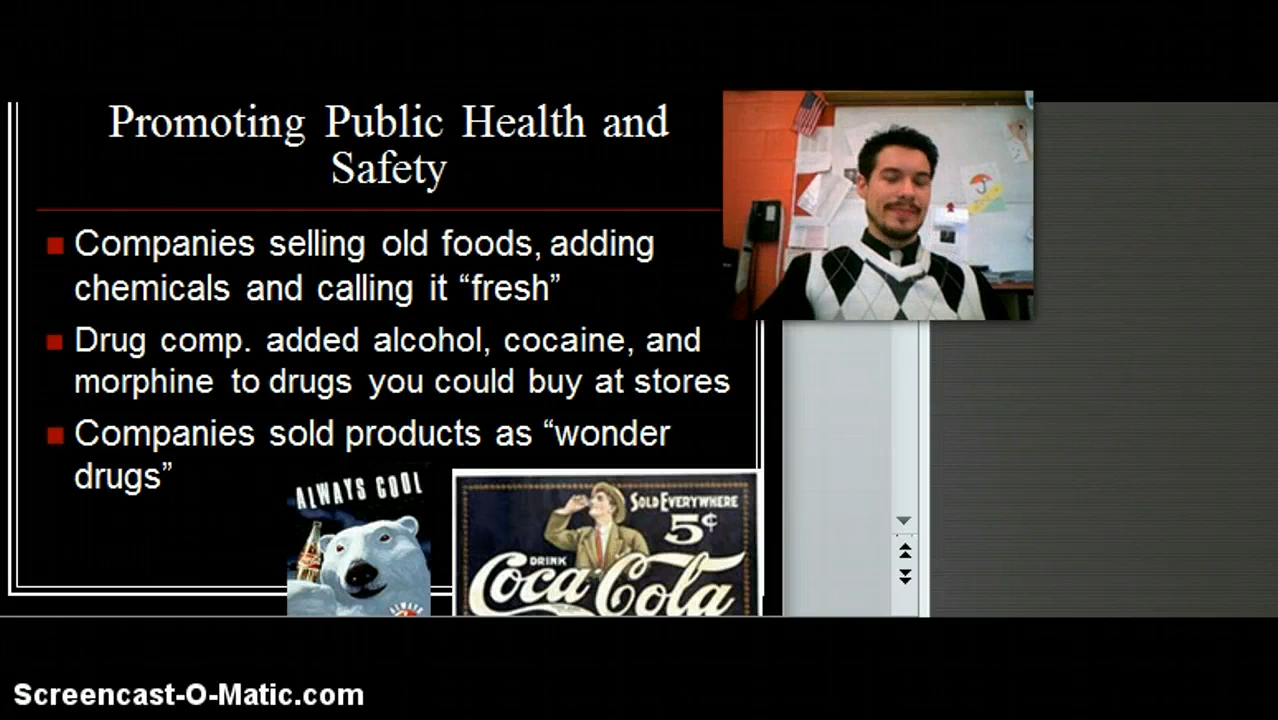 Promoting Public Health and
Safety
Companies selling old foods, adding
chemicals and calling it “fresh”
Drug comp. added alcohol, cocaine, and
morphine to drugs you could buy at stores
Companies sold products as “wonder
drugs”
ALWAYS COOL
ALWAYS
SOLD EVERYWHERE
5¢
DRINK
Coca Cola
Screencast-O-Matic.com